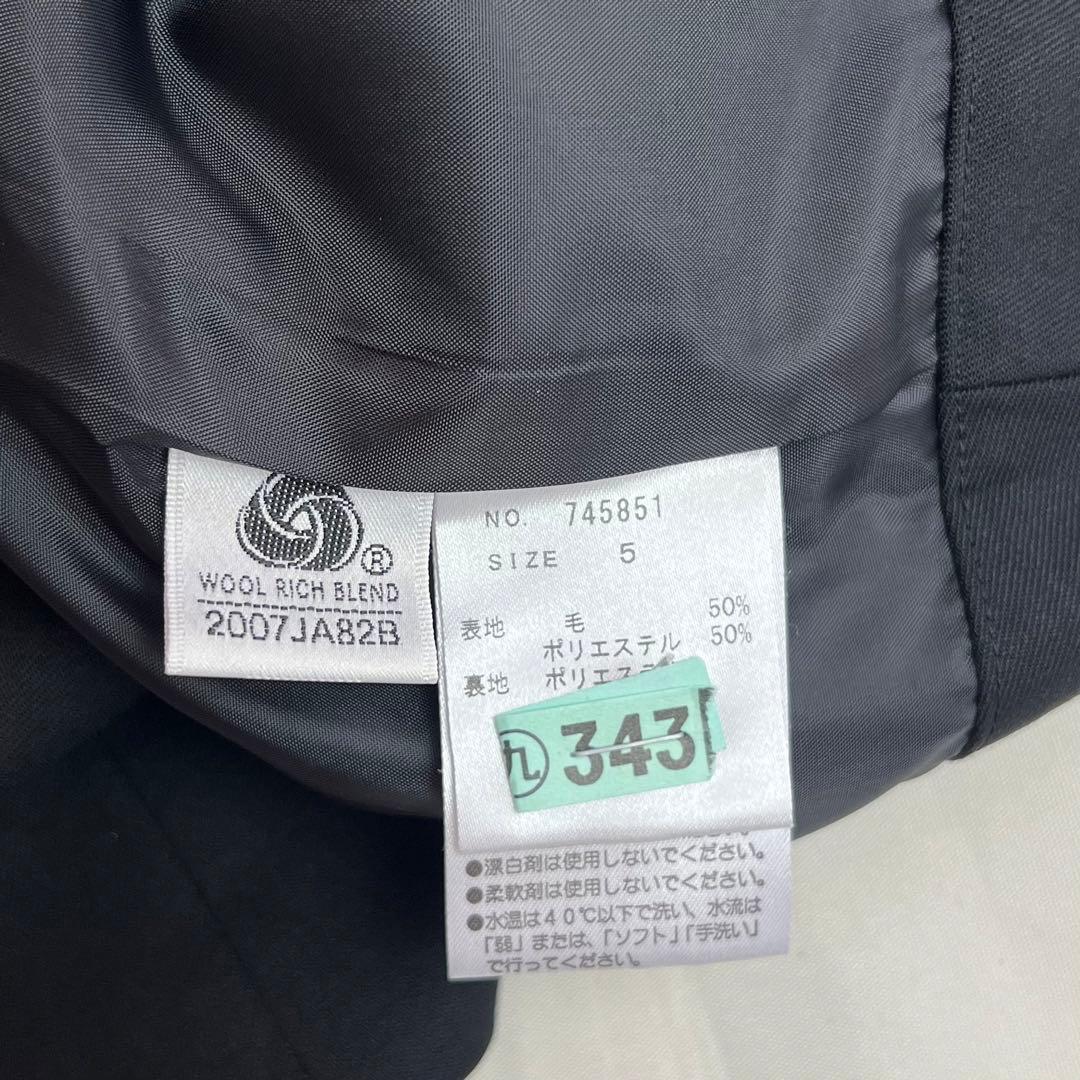 ®
WOOL RICH BLEND
2007JA82B
NO. 745851
SIZE 5
表地 毛 50%
ポリエステル 50%
裏地 ポリエステル
九 343
●漂白剤は使用しないでください。
●柔軟剤は使用しないでください。
●水温は40℃以下で洗い、水流は
「弱」または、「ソフト」「手洗い」
で行ってください。